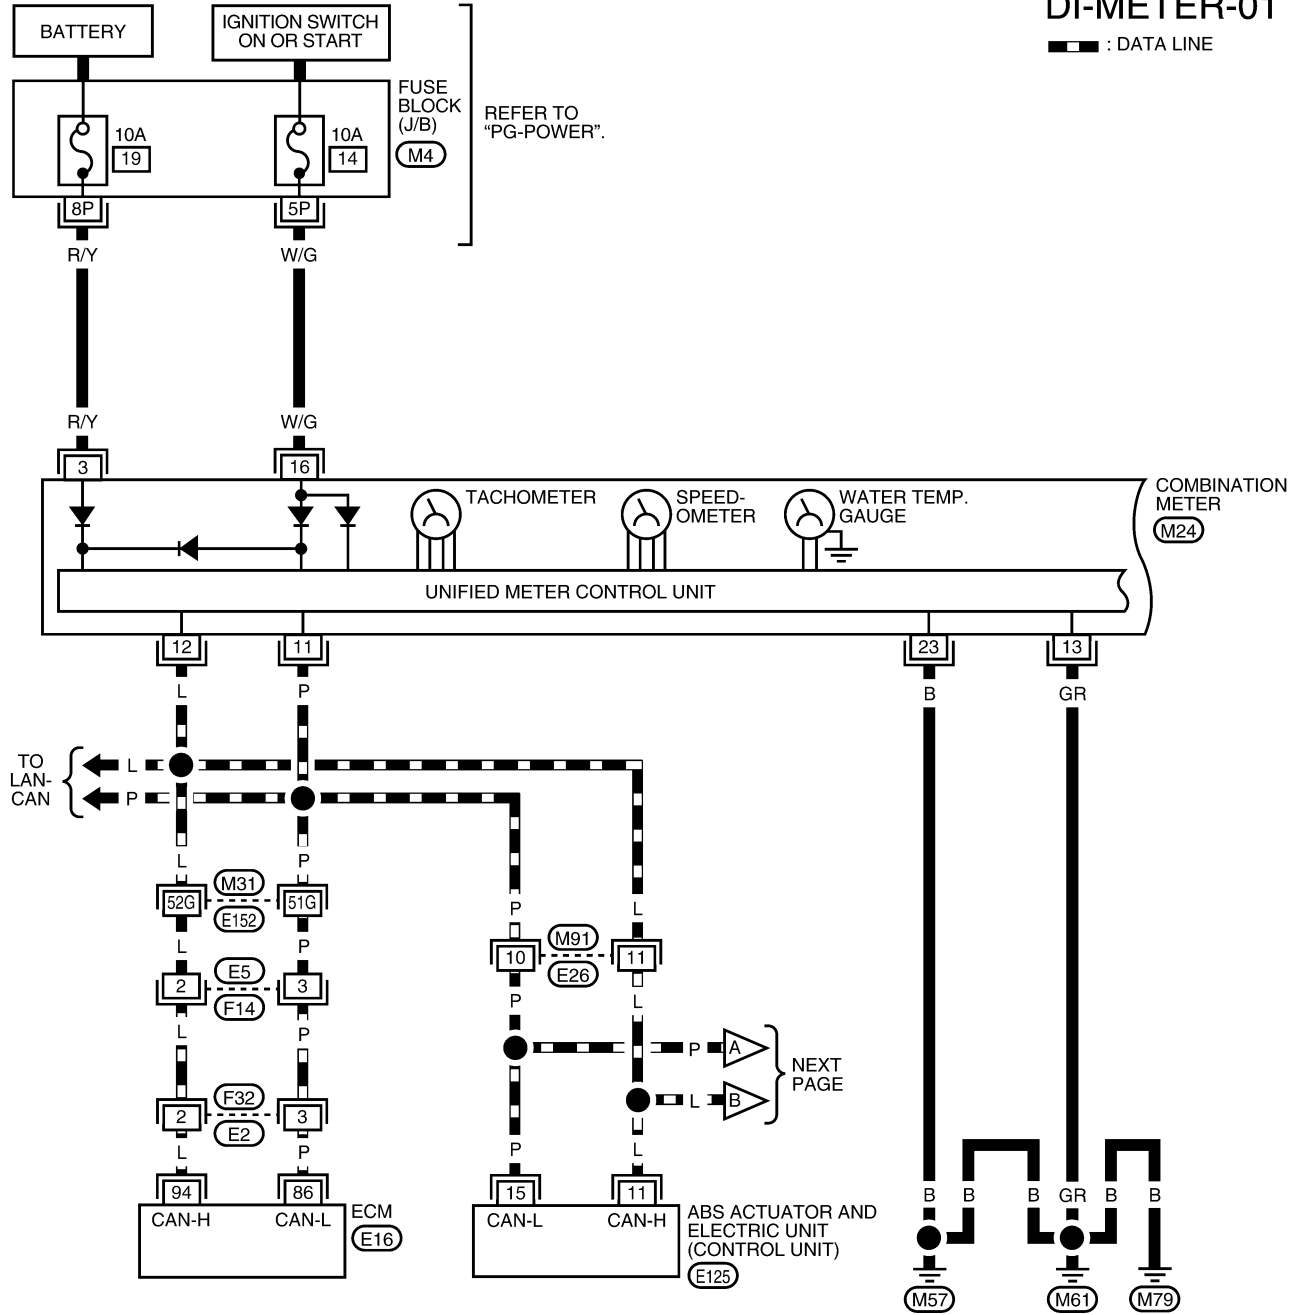 DI-METER-01
: DATA LINE
BATTERY
IGNITION SWITCH
ON OR START
FUSE
BLOCK
(J/B)
M4
REFER TO
“PG-POWER”.
10A
19
10A
14
8P
5P
R/Y
W/G
R/Y
W/G
3
16
TACHOMETER
SPEED-
OMETER
WATER TEMP.
GAUGE
COMBINATION
METER
M24
UNIFIED METER CONTROL UNIT
12
11
23
13
L
P
B
GR
TO
LAN-
CAN
L
P
L
P
M31
52G
51G
E152
P
L
M91
10
11
E26
L
P
E5
2
3
F14
P
L
L
P
P
A
L
B
NEXT
PAGE
F32
2
3
E2
L
P
P
L
94
86
15
11
CAN-H
CAN-L
ECM
E16
CAN-L
CAN-H
ABS ACTUATOR AND
ELECTRIC UNIT
(CONTROL UNIT)
E125
B
B
B
GR
B
B
M57
M61
M79